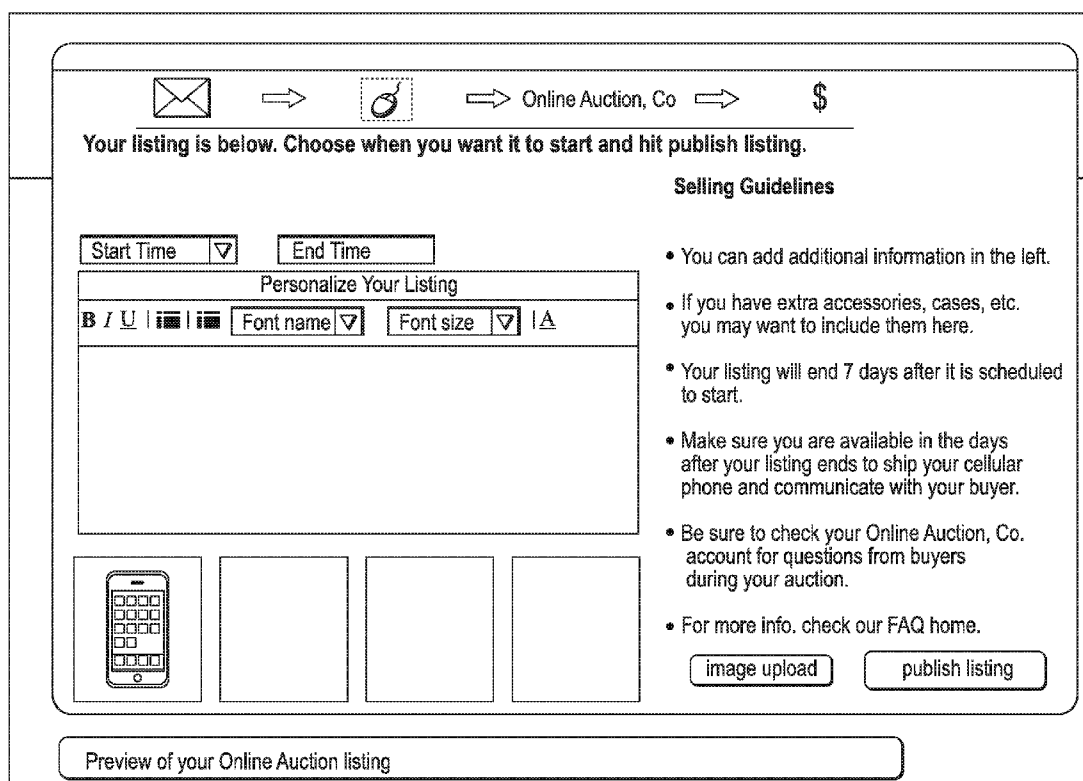 Online Auction, Co $
Your listing is below. Choose when you want it to start and hit publish listing.
Selling Guidelines
Start Time End Time
Personalize Your Listing
B I U Font name Font size A
• You can add additional information in the left.
• If you have extra accessories, cases, etc.
you may want to include them here.
• Your listing will end 7 days after it is scheduled
to start.
• Make sure you are available in the days
after your listing ends to ship your cellular
phone and communicate with your buyer.
• Be sure to check your Online Auction, Co.
account for questions from buyers
during your auction.
• For more info. check our FAQ home.
image upload publish listing
Preview of your Online Auction listing